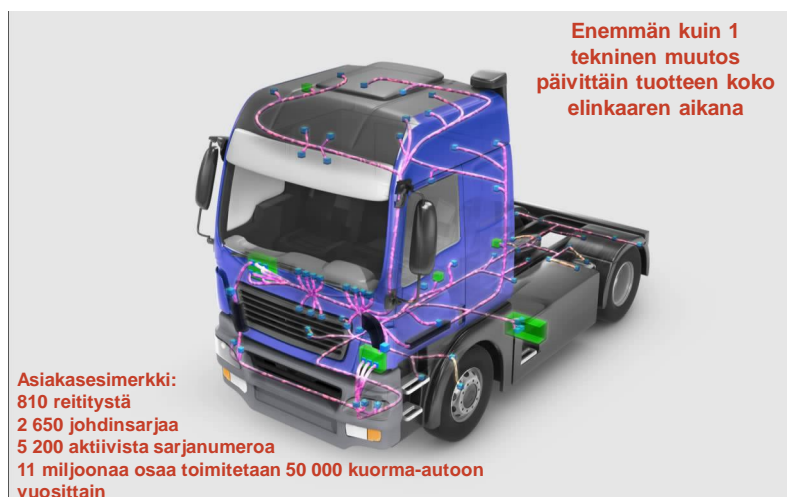 Enemmän kuin 1
tekninen muutos
päivittäin tuotteen koko
elinkaaren aikana
Asiakasesimerkki:
810 reititystä
2 650 johdinsarjaa
5 200 aktiivista sarjanumeroa
11 miljoonaa osaa toimitetaan 50 000 kuorma-autoon
vuosittain